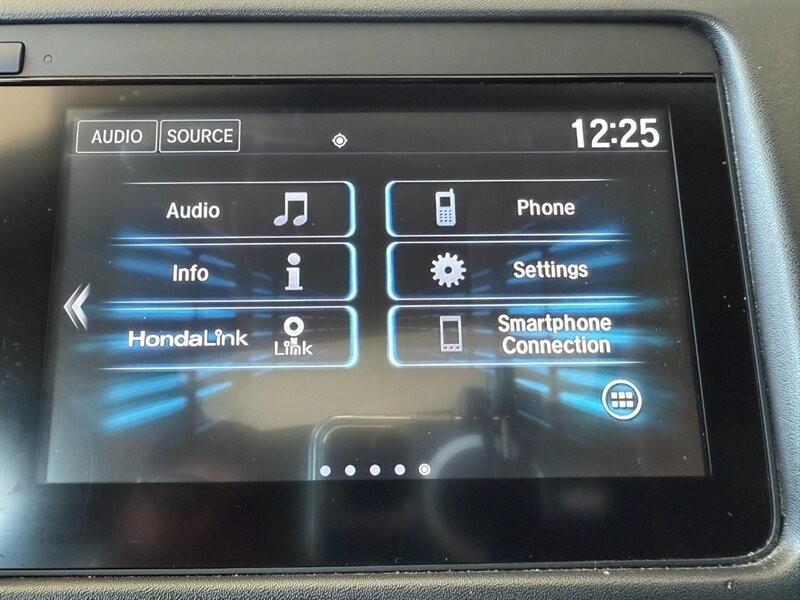 AUDIO SOURCE 12:25
Audio Phone
Info Settings
HondaLink Link Smartphone
Connection